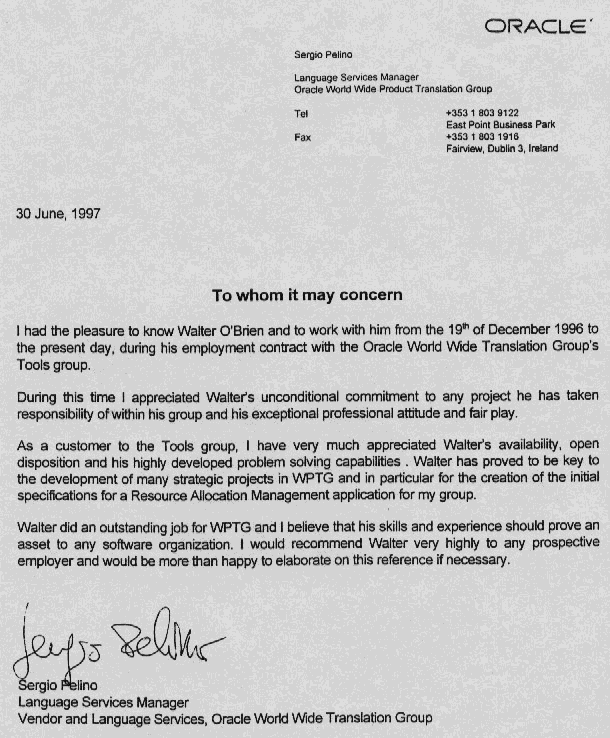 ORACLE
Sergio Pelino
Language Services Manager
Oracle World Wide Product Translation Group
Tel +353 1 803 9122
East Point Business Park
Fax +353 1 803 1916
Fairview, Dublin 3, Ireland
30 June, 1997
To whom it may concern
I had the pleasure to know Walter O'Brien and to work with him from the 19th of December 1996 to
the present day, during his employment contract with the Oracle World Wide Translation Group's
Tools group.
During this time I appreciated Walter's unconditional commitment to any project he has taken
responsibility of within his group and his exceptional professional attitude and fair play.
As a customer to the Tools group, I have very much appreciated Walter's availability, open
disposition and his highly developed problem solving capabilities . Walter has proved to be key to
the development of many strategic projects in WPTG and in particular for the creation of the initial
specifications for a Resource Allocation Management application for my group.
Walter did an outstanding job for WPTG and I believe that his skills and experience should prove an
asset to any software organization. I would recommend Walter very highly to any prospective
employer and would be more than happy to elaborate on this reference if necessary.
Sergio Pelino
Sergio Pelino
Language Services Manager
Vendor and Language Services, Oracle World Wide Translation Group